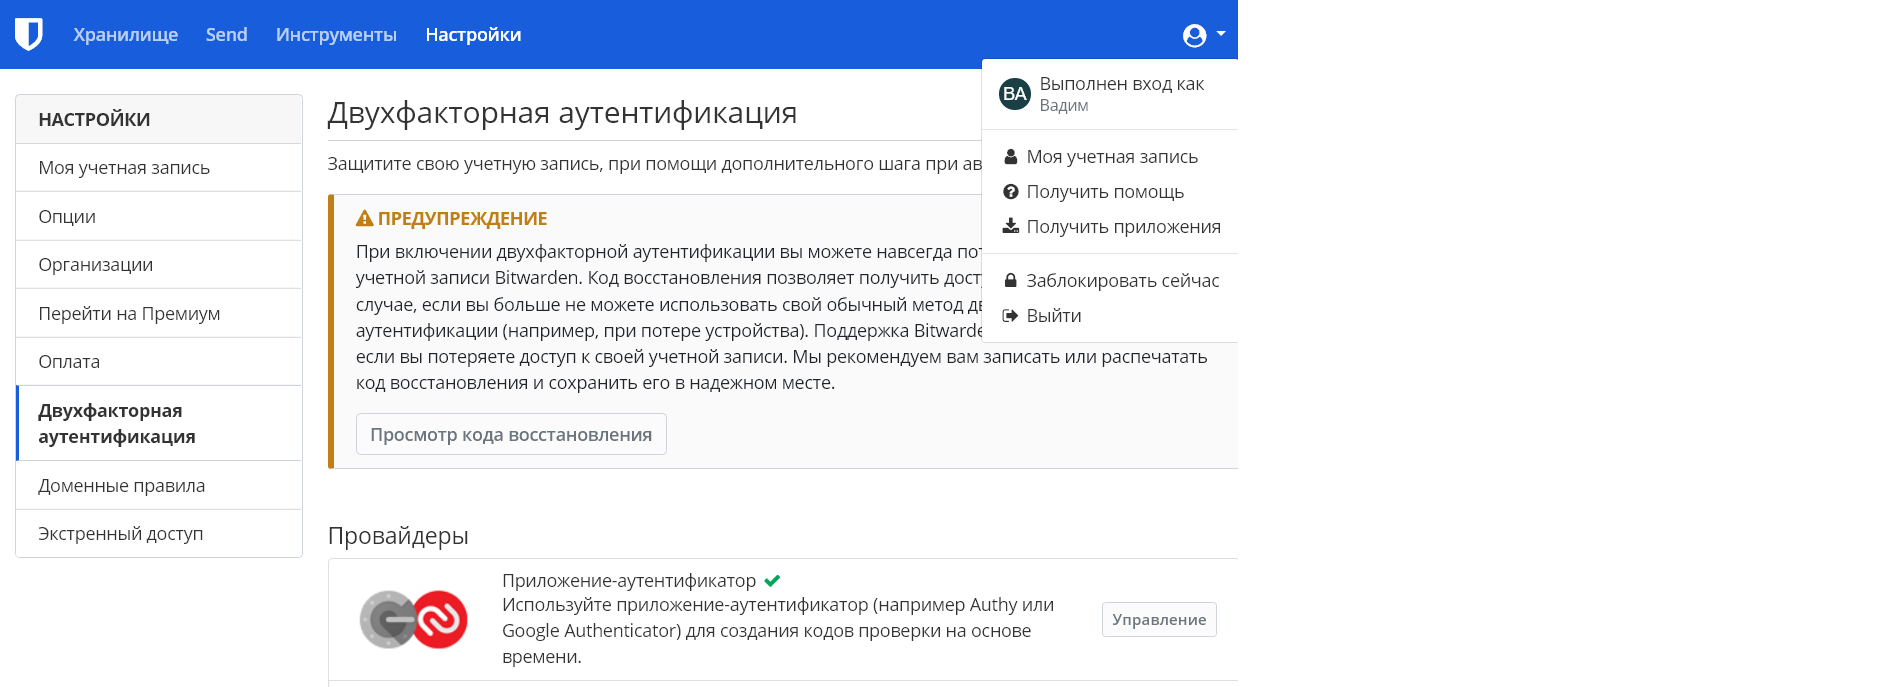 Хранилище Send Инструменты Настройки
НАСТРОЙКИ
Моя учетная запись
Опции
Организации
Перейти на Премиум
Оплата
Двухфакторная
аутентификация
Доменные правила
Экстренный доступ
Двухфакторная аутентификация
Защитите свою учетную запись, при помощи дополнительного шага при
ПРЕДУПРЕЖДЕНИЕ
При включении двухфакторной аутентификации вы можете навсегда
учетной записи Bitwarden. Код восстановления позволяет получить
случае, если вы больше не можете использовать свой обычный метод
аутентификации (например, при потере устройства). Поддержка
если вы потеряете доступ к своей учетной записи. Мы рекомендуем вам записать или распечатать
код восстановления и сохранить его в надежном месте.
Просмотр кода восстановления
Провайдеры
Приложение-аутентификатор
Используйте приложение-аутентификатор (например Authy или
Google Authenticator) для создания кодов проверки на основе
времени.
Управление
ВА
Выполнен вход как
Вадим
Моя учетная запись
Получить помощь
Получить приложения
Заблокировать сейчас
Выйти